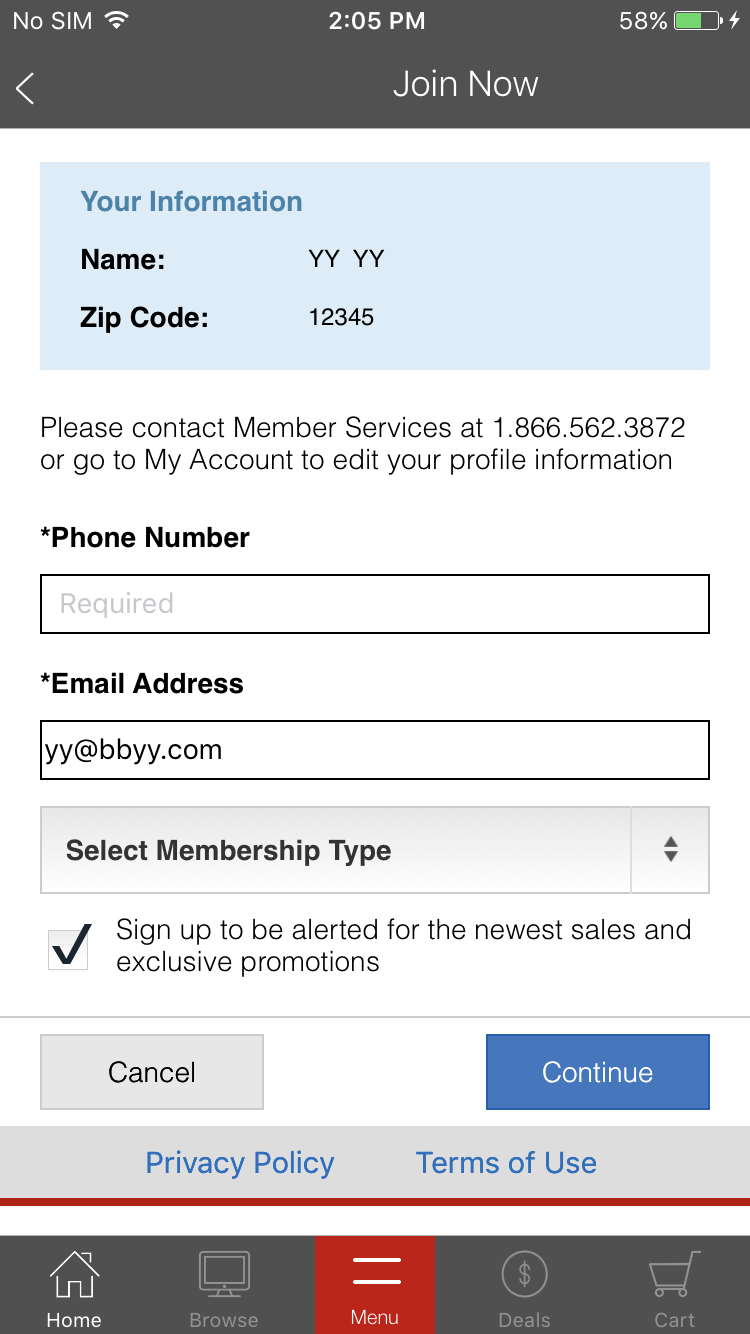 No SIM 2:05 PM 58%
Join Now
Your Information
Name: YY YY
Zip Code: 12345
Please contact Member Services at 1.866.562.3872
or go to My Account to edit your profile information
*Phone Number
Required
*Email Address
yy@bbyy.com
Select Membership Type
Sign up to be alerted for the newest sales and
exclusive promotions
Cancel Continue
Privacy Policy Terms of Use
$
Home Browse Menu Deals Cart